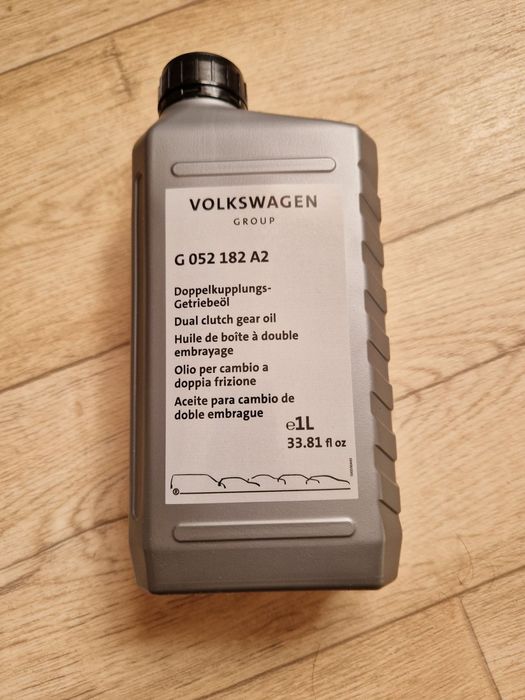 VOLKSWAGEN
GROUP
G 052 182 A2
Doppelkupplungs-
Getriebeöl
Dual clutch gear oil
Huile de boîte à double
embrayage
Olio per cambio a
doppia frizione
Aceite para cambio de
doble embrague
℮1L
33.81 fl oz